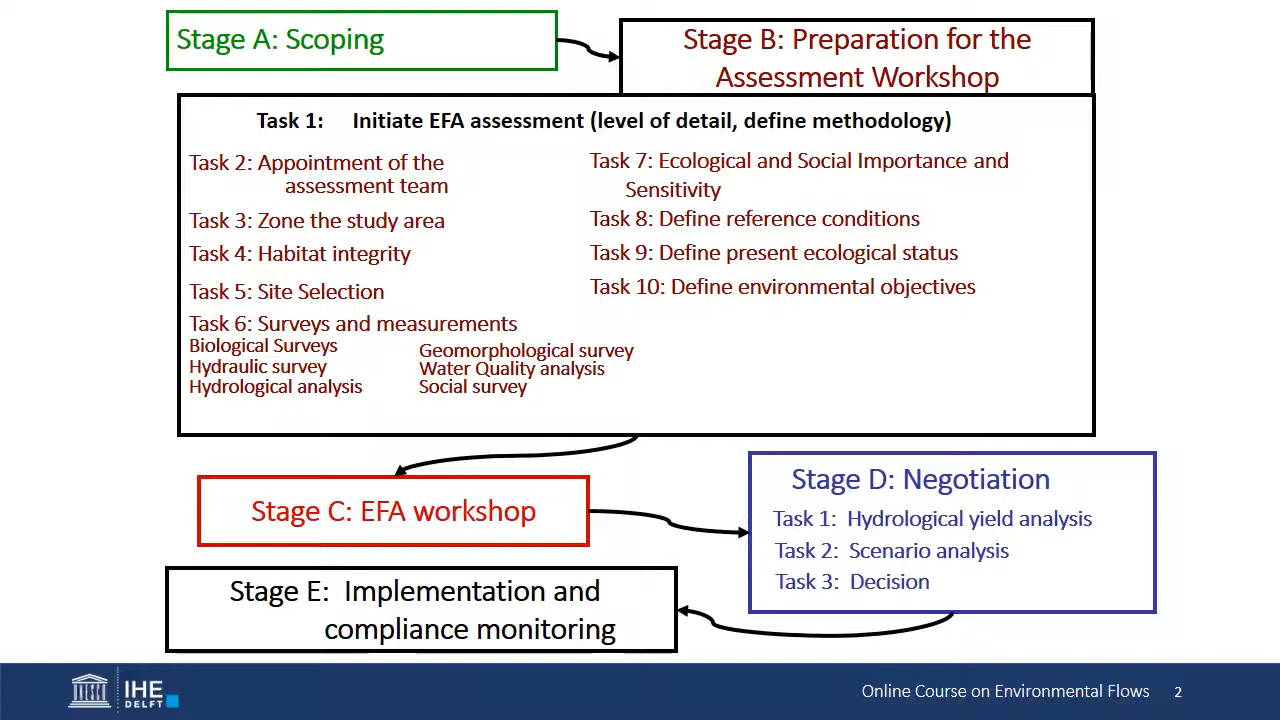 Stage A: Scoping
Stage B: Preparation for the
Assessment Workshop
Task 1: Initiate EFA assessment (level of detail, define methodology)
Task 2: Appointment of the
assessment team
Task 3: Zone the study area
Task 4: Habitat integrity
Task 5: Site Selection
Task 6: Surveys and measurements
Biological Surveys
Hydraulic survey
Hydrological analysis
Geomorphological survey
Water Quality analysis
Social survey
Task 7: Ecological and Social Importance and
Sensitivity
Task 8: Define reference conditions
Task 9: Define present ecological status
Task 10: Define environmental objectives
Stage C: EFA workshop
Stage D: Negotiation
Task 1: Hydrological yield analysis
Task 2: Scenario analysis
Task 3: Decision
Stage E: Implementation and
compliance monitoring
IHE
DELFT
Online Course on Environmental Flows 2